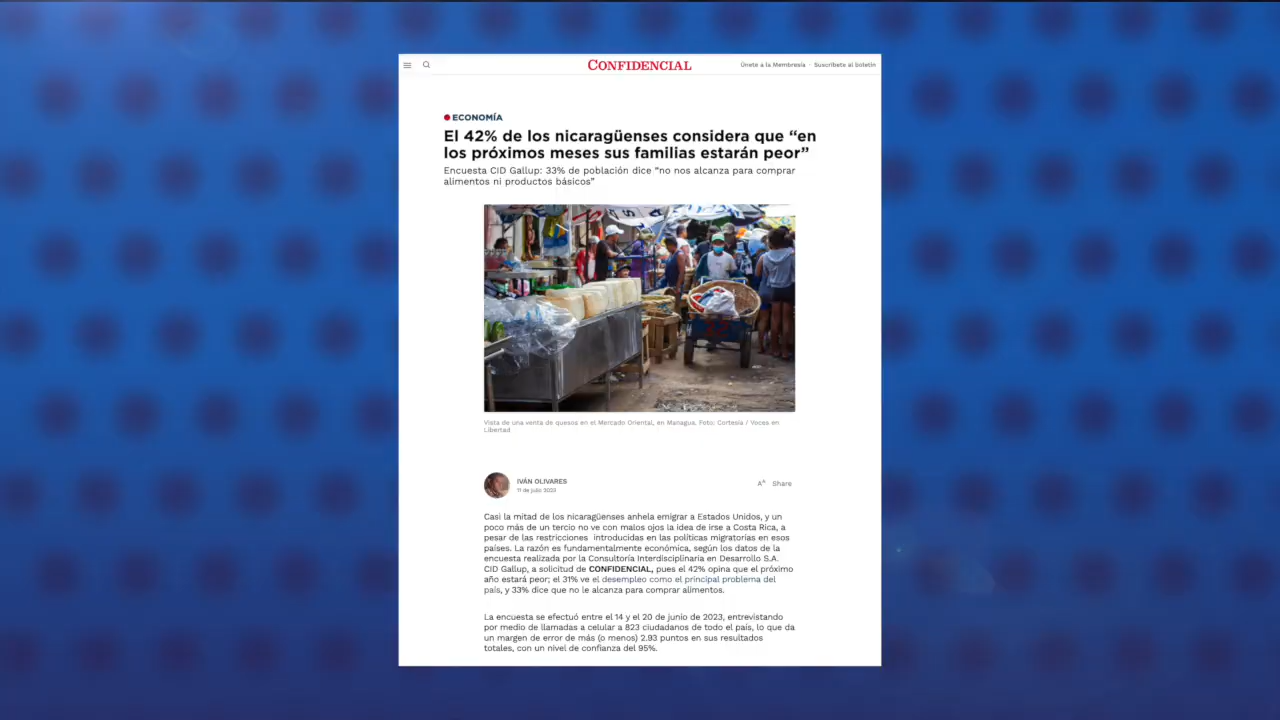 CONFIDENCIAL
Únete a la Membresía - Suscríbete al boletín
ECONOMÍA
El 42% de los nicaragüenses considera que “en
los próximos meses sus familias estarán peor”
Encuesta CID Gallup: 33% de población dice “no nos alcanza para comprar
alimentos ni productos básicos”
Vista de una venta de quesos en el Mercado Oriental, en Managua. Foto: Cortesía / Voces en
Libertad
IVÁN OLIVARES
11 de julio 2023
A Share
Casi la mitad de los nicaragüenses anhela emigrar a Estados Unidos, y un
poco más de un tercio no ve con malos ojos la idea de irse a Costa Rica, a
pesar de las restricciones introducidas en las políticas migratorias en esos
países. La razón es fundamentalmente económica, según los datos de la
encuesta realizada por la Consultoría Interdisciplinaria en Desarrollo S.A.
CID Gallup, a solicitud de CONFIDENCIAL, pues el 42% opina que el próximo
año estará peor; el 31% ve el desempleo como el principal problema del
país, y 33% dice que no le alcanza para comprar alimentos.
La encuesta se efectuó entre el 14 y el 20 de junio de 2023, entrevistando
por medio de llamadas a celular a 823 ciudadanos de todo el país, lo que da
un margen de error de más (o menos) 2.93 puntos en sus resultados
totales, con un nivel de confianza del 95%.